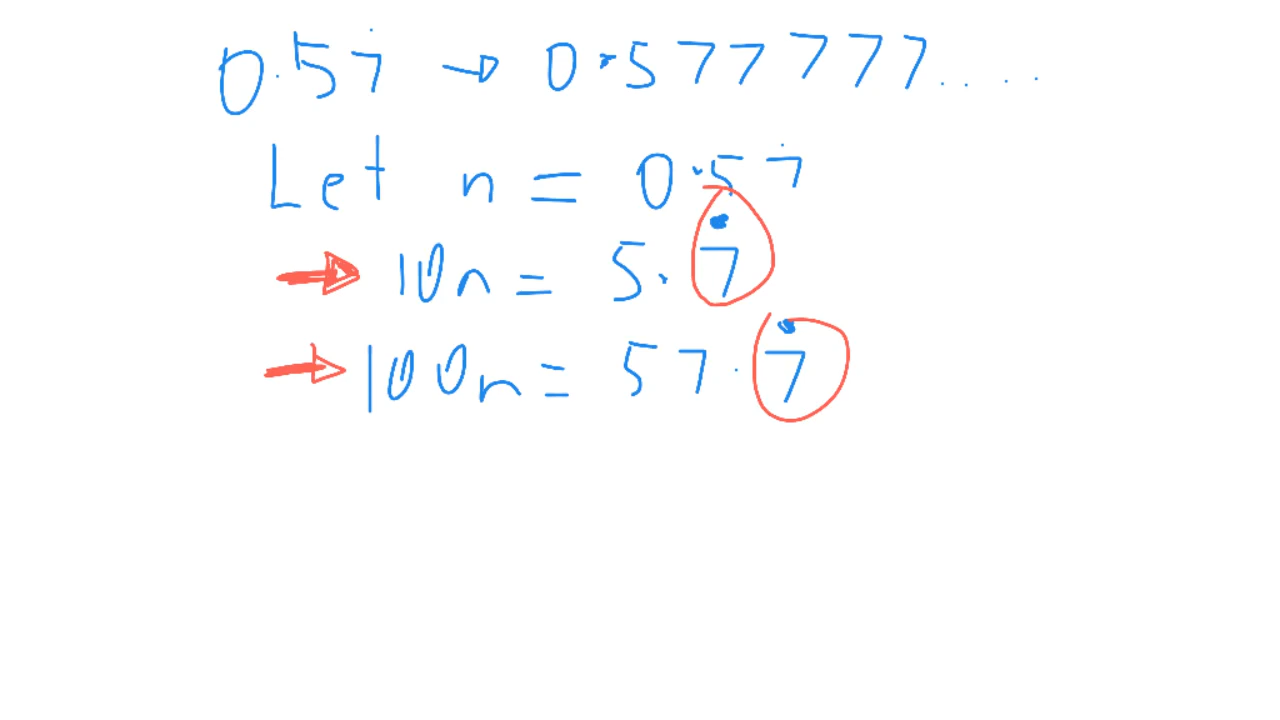 0.57̇ → 0.577777....
Let n = 0.57̇
10n = 5.7̇
100n = 57.7̇